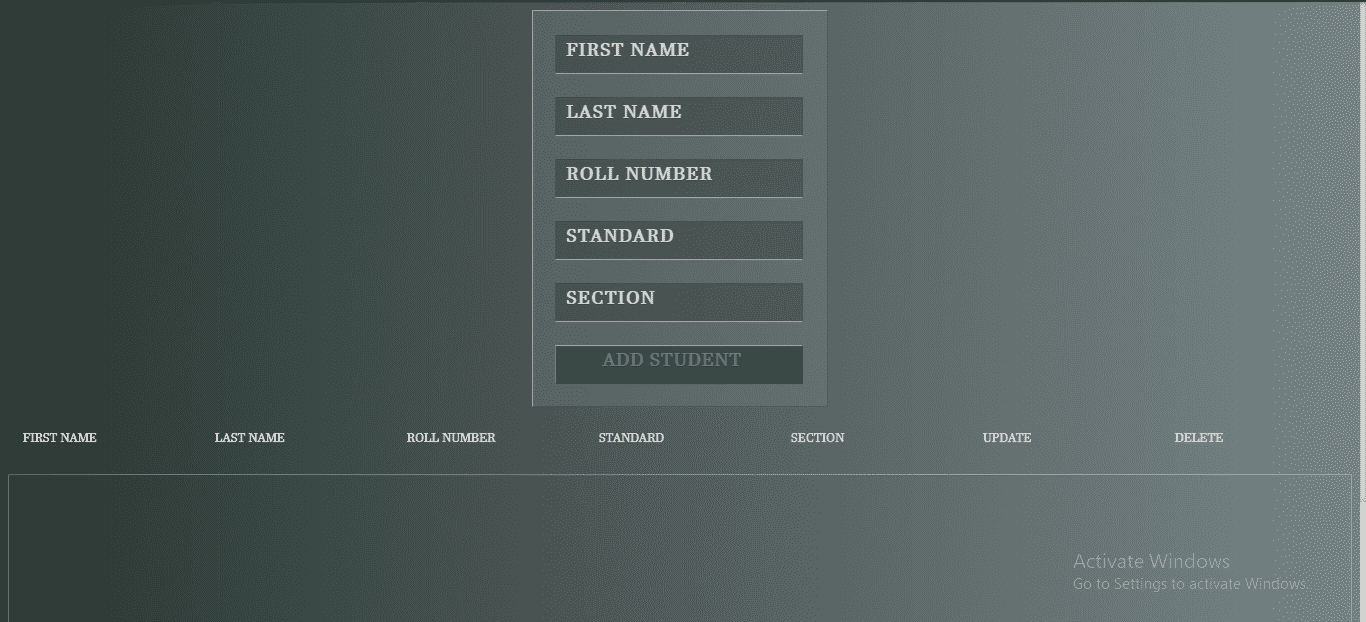 FIRST NAME
LAST NAME
ROLL NUMBER
STANDARD
SECTION
ADD STUDENT
FIRST NAME LAST NAME ROLL NUMBER STANDARD SECTION UPDATE DELETE
Activate Windows
Go to Settings to activate Windows.